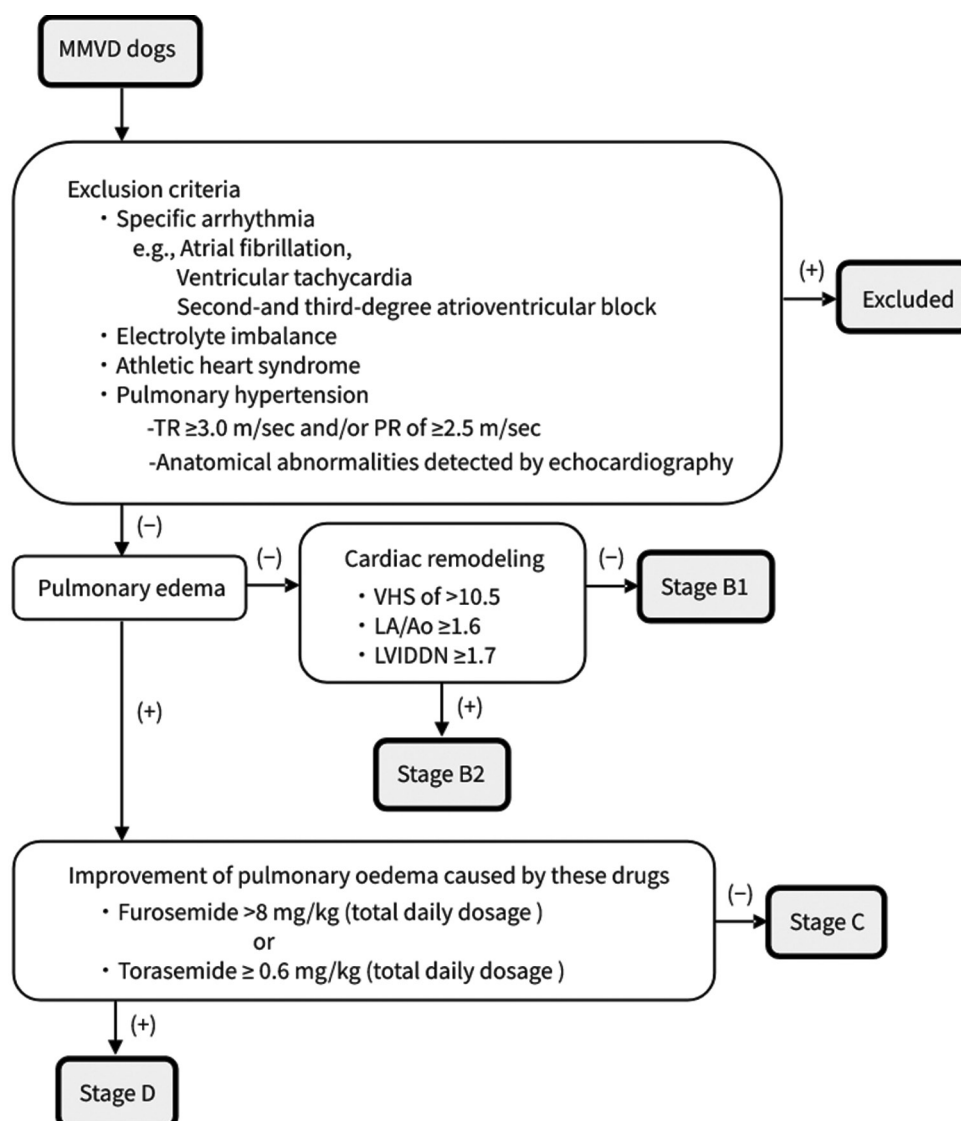 MMVD dogs
Exclusion criteria
・Specific arrhythmia
e.g., Atrial fibrillation,
Ventricular tachycardia
Second-and third-degree atrioventricular block
・Electrolyte imbalance
・Athletic heart syndrome
・Pulmonary hypertension
-TR ≥3.0 m/sec and/or PR of ≥2.5 m/sec
-Anatomical abnormalities detected by echocardiography
(+)
Excluded
(−)
Pulmonary edema
(−)
Cardiac remodeling
・VHS of >10.5
・LA/Ao ≥1.6
・LVIDDN ≥1.7
(−)
Stage B1
(+)
Stage B2
(+)
Improvement of pulmonary oedema caused by these drugs
・Furosemide >8 mg/kg (total daily dosage )
or
・Torasemide ≥ 0.6 mg/kg (total daily dosage )
(−)
Stage C
(+)
Stage D